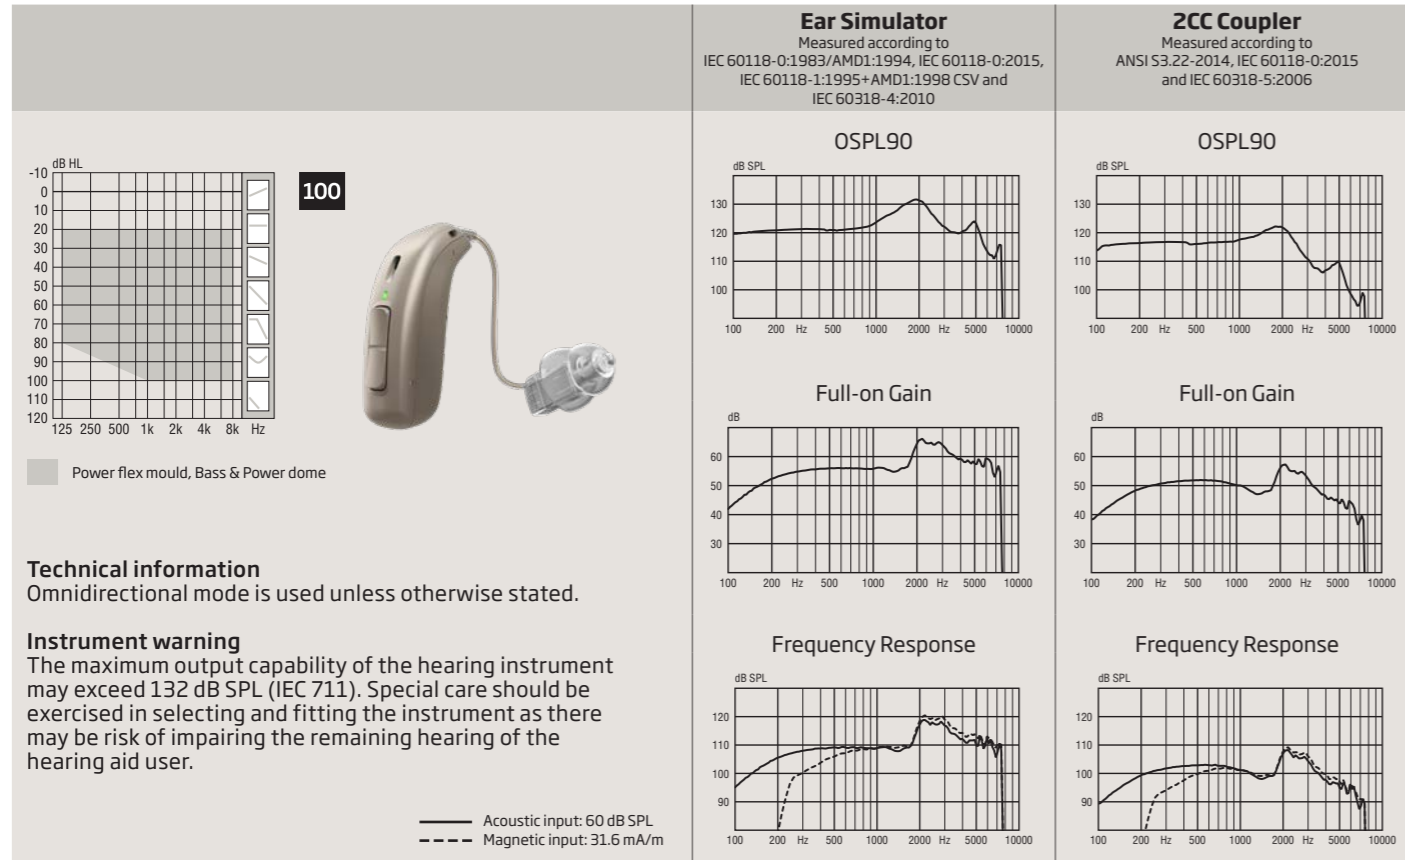 Ear Simulator
Measured according to
IEC 60118-0:1983/AMD1:1994, IEC 60118-0:2015,
IEC 60118-1:1995+AMD1:1998 CSV and
IEC 60318-4:2010
2CC Coupler
Measured according to
ANSI S3.22-2014, IEC 60118-0:2015
and IEC 60318-5:2006
dB HL
-10
0
10
20
30
40
50
60
70
80
90
100
110
120
125 250 500 1k 2k 4k 8k Hz
100
Power flex mould, Bass & Power dome
Technical information
Omnidirectional mode is used unless otherwise stated.
Instrument warning
The maximum output capability of the hearing instrument
may exceed 132 dB SPL (IEC 711). Special care should be
exercised in selecting and fitting the instrument as there
may be risk of impairing the remaining hearing of the
hearing aid user.
Acoustic input: 60 dB SPL
Magnetic input: 31.6 mA/m
OSPL90
dB SPL
130
120
110
100
100 200 Hz 500 1000 2000 Hz 5000 10000
Full-on Gain
dB
60
50
40
30
100 200 Hz 500 1000 2000 Hz 5000 10000
Frequency Response
dB SPL
120
110
100
90
100 200 Hz 500 1000 2000 Hz 5000 10000
OSPL90
dB SPL
130
120
110
100
100 200 Hz 500 1000 2000 Hz 5000 10000
Full-on Gain
dB
60
50
40
30
100 200 Hz 500 1000 2000 Hz 5000 10000
Frequency Response
dB SPL
120
110
100
90
100 200 Hz 500 1000 2000 Hz 5000 10000